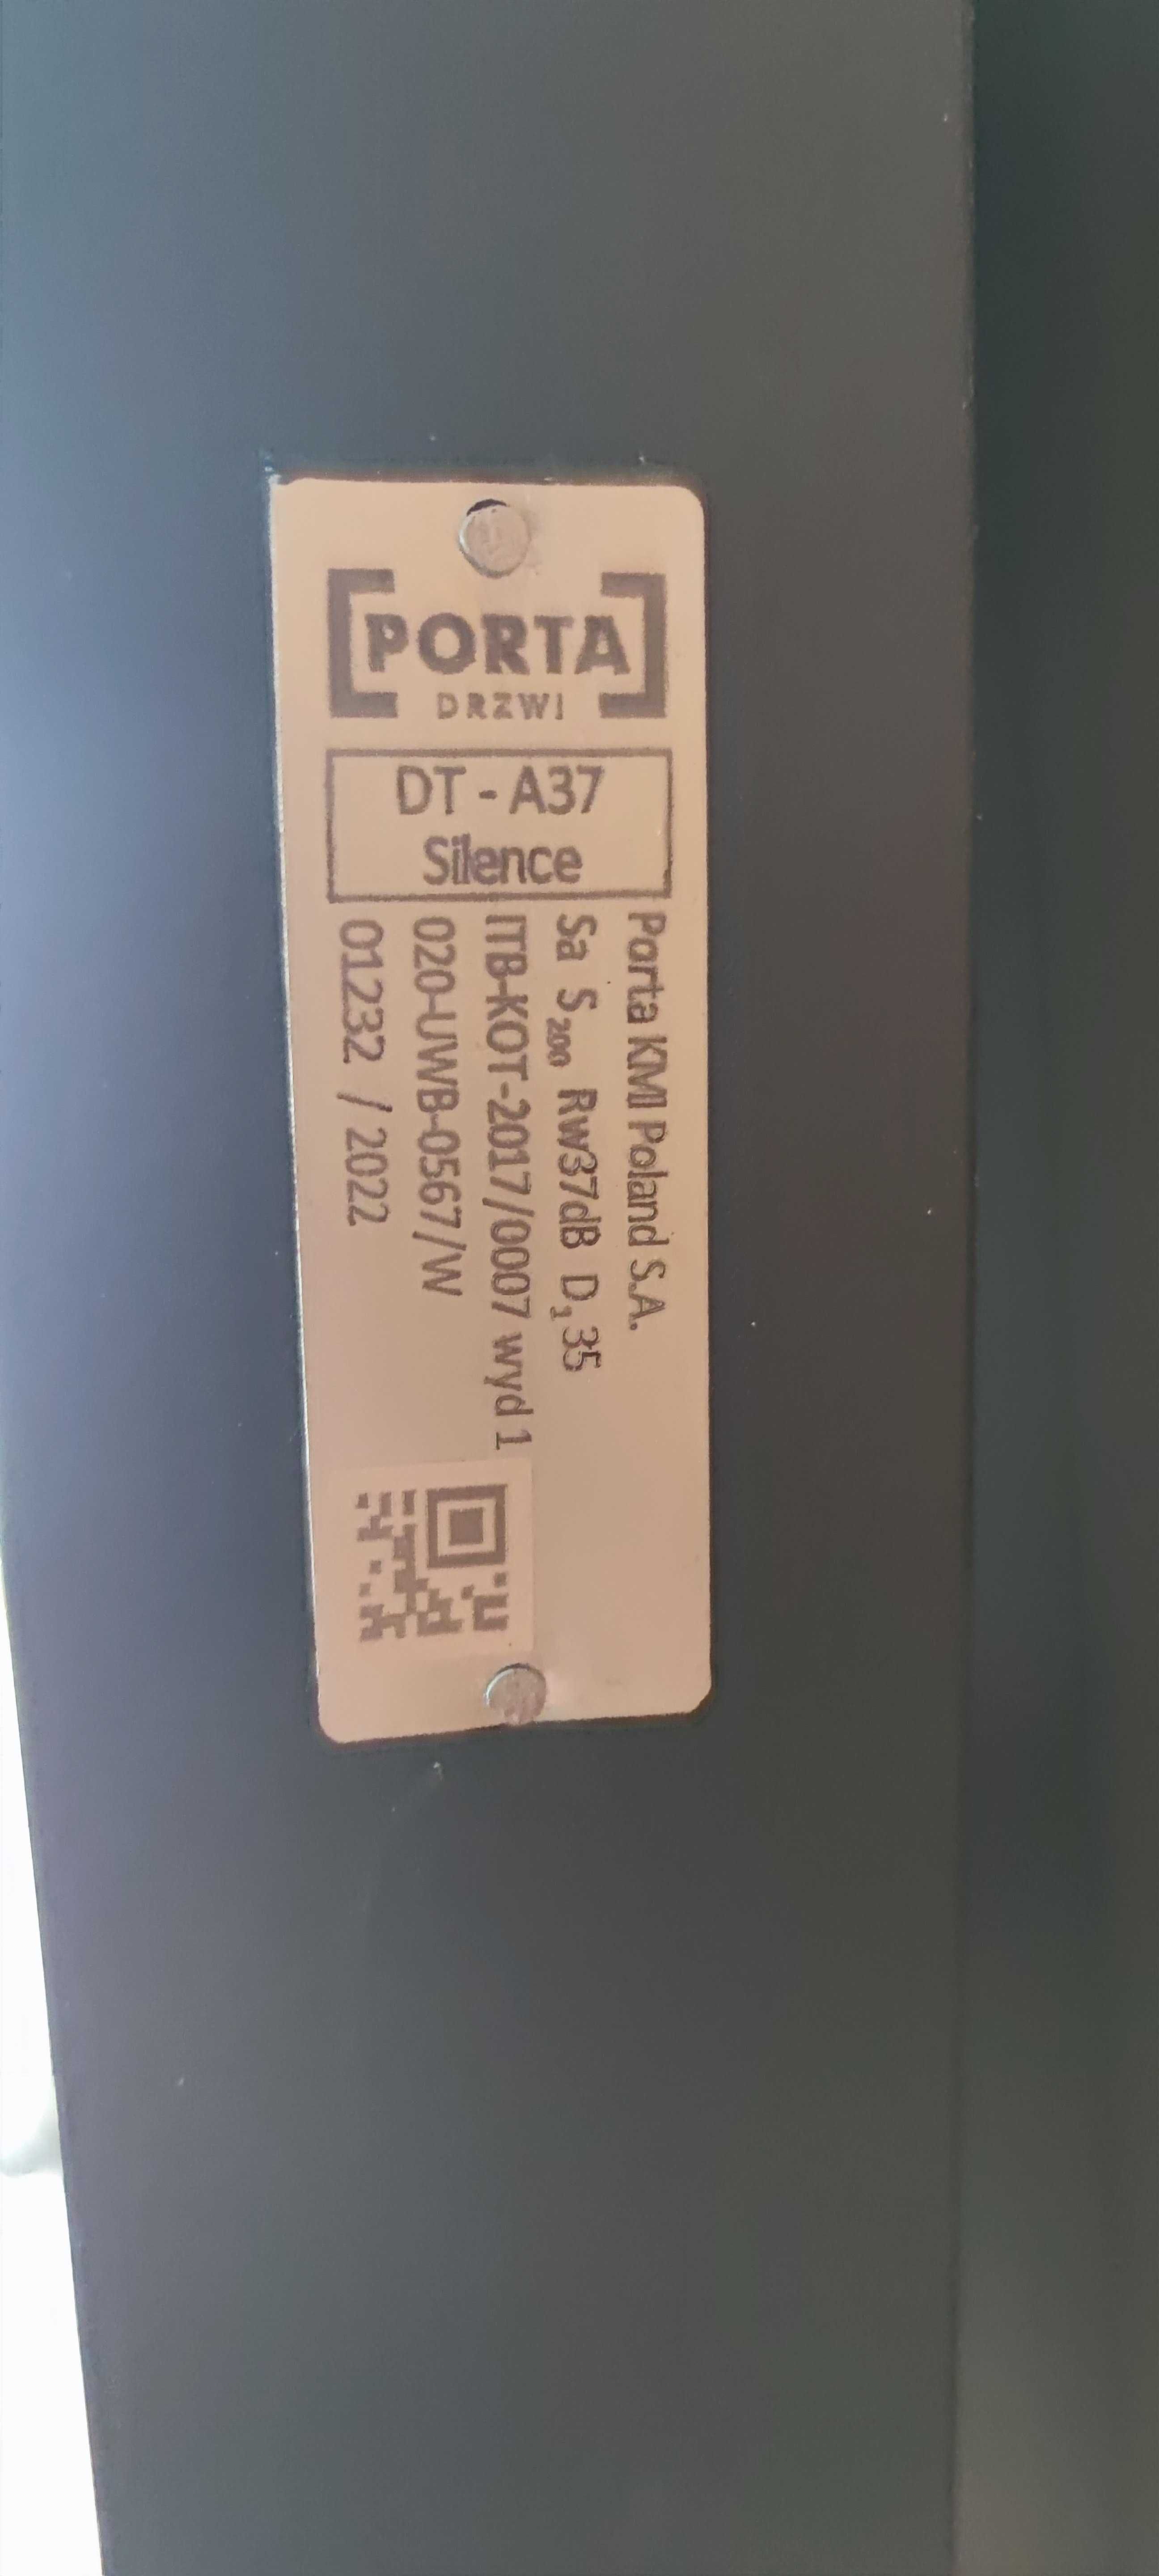 PORTA
DRZWI
DT - A37
Silence
Porta KMI Poland S.A.
Sa S₂₀₀ Rw37dB D₁35
ITB-KOT-2017/0007 wyd 1
020-UWB-0567/W
01232 / 2022